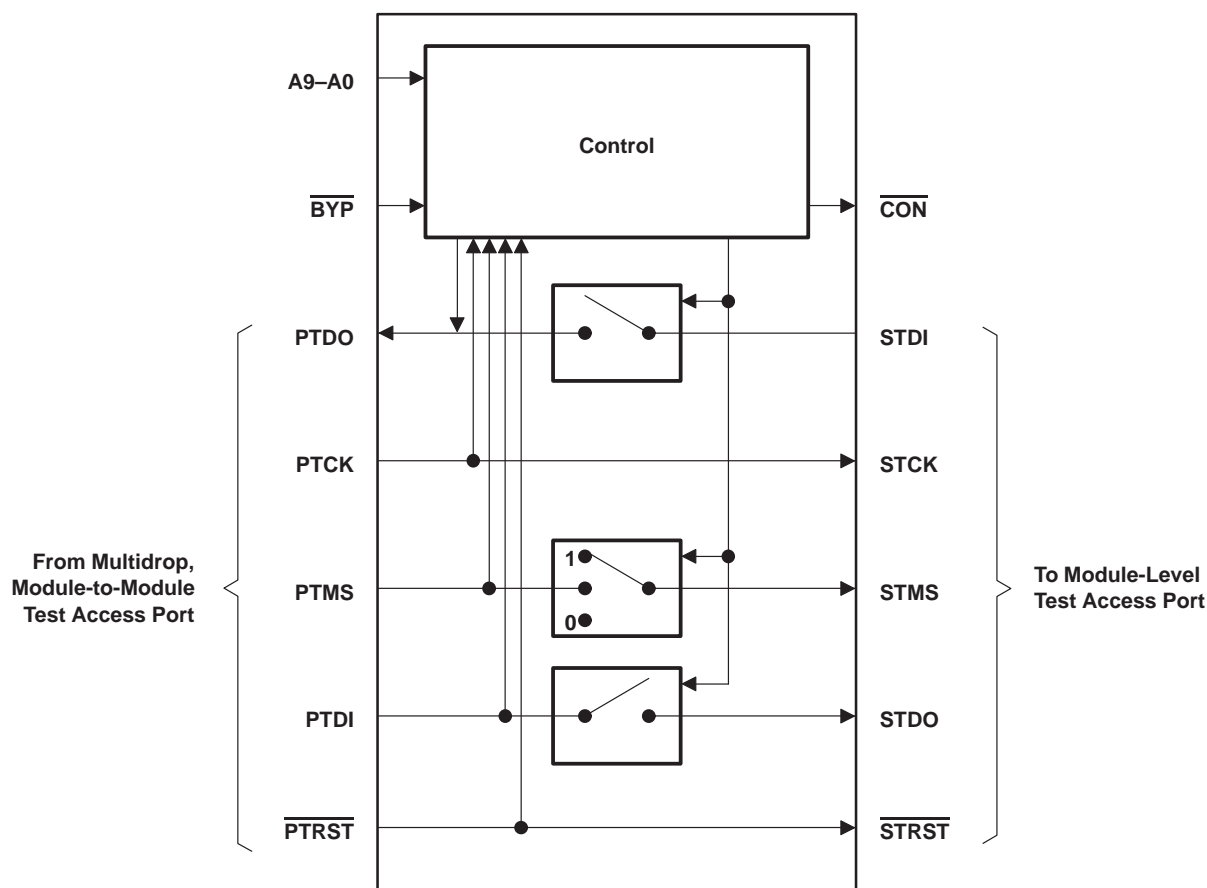 A9–A0
Control
BYP
CON
PTDO
STDI
PTCK
STCK
From Multidrop,
Module-to-Module
Test Access Port
1
PTMS
0
STMS
To Module-Level
Test Access Port
PTDI
STDO
PTRST
STRST